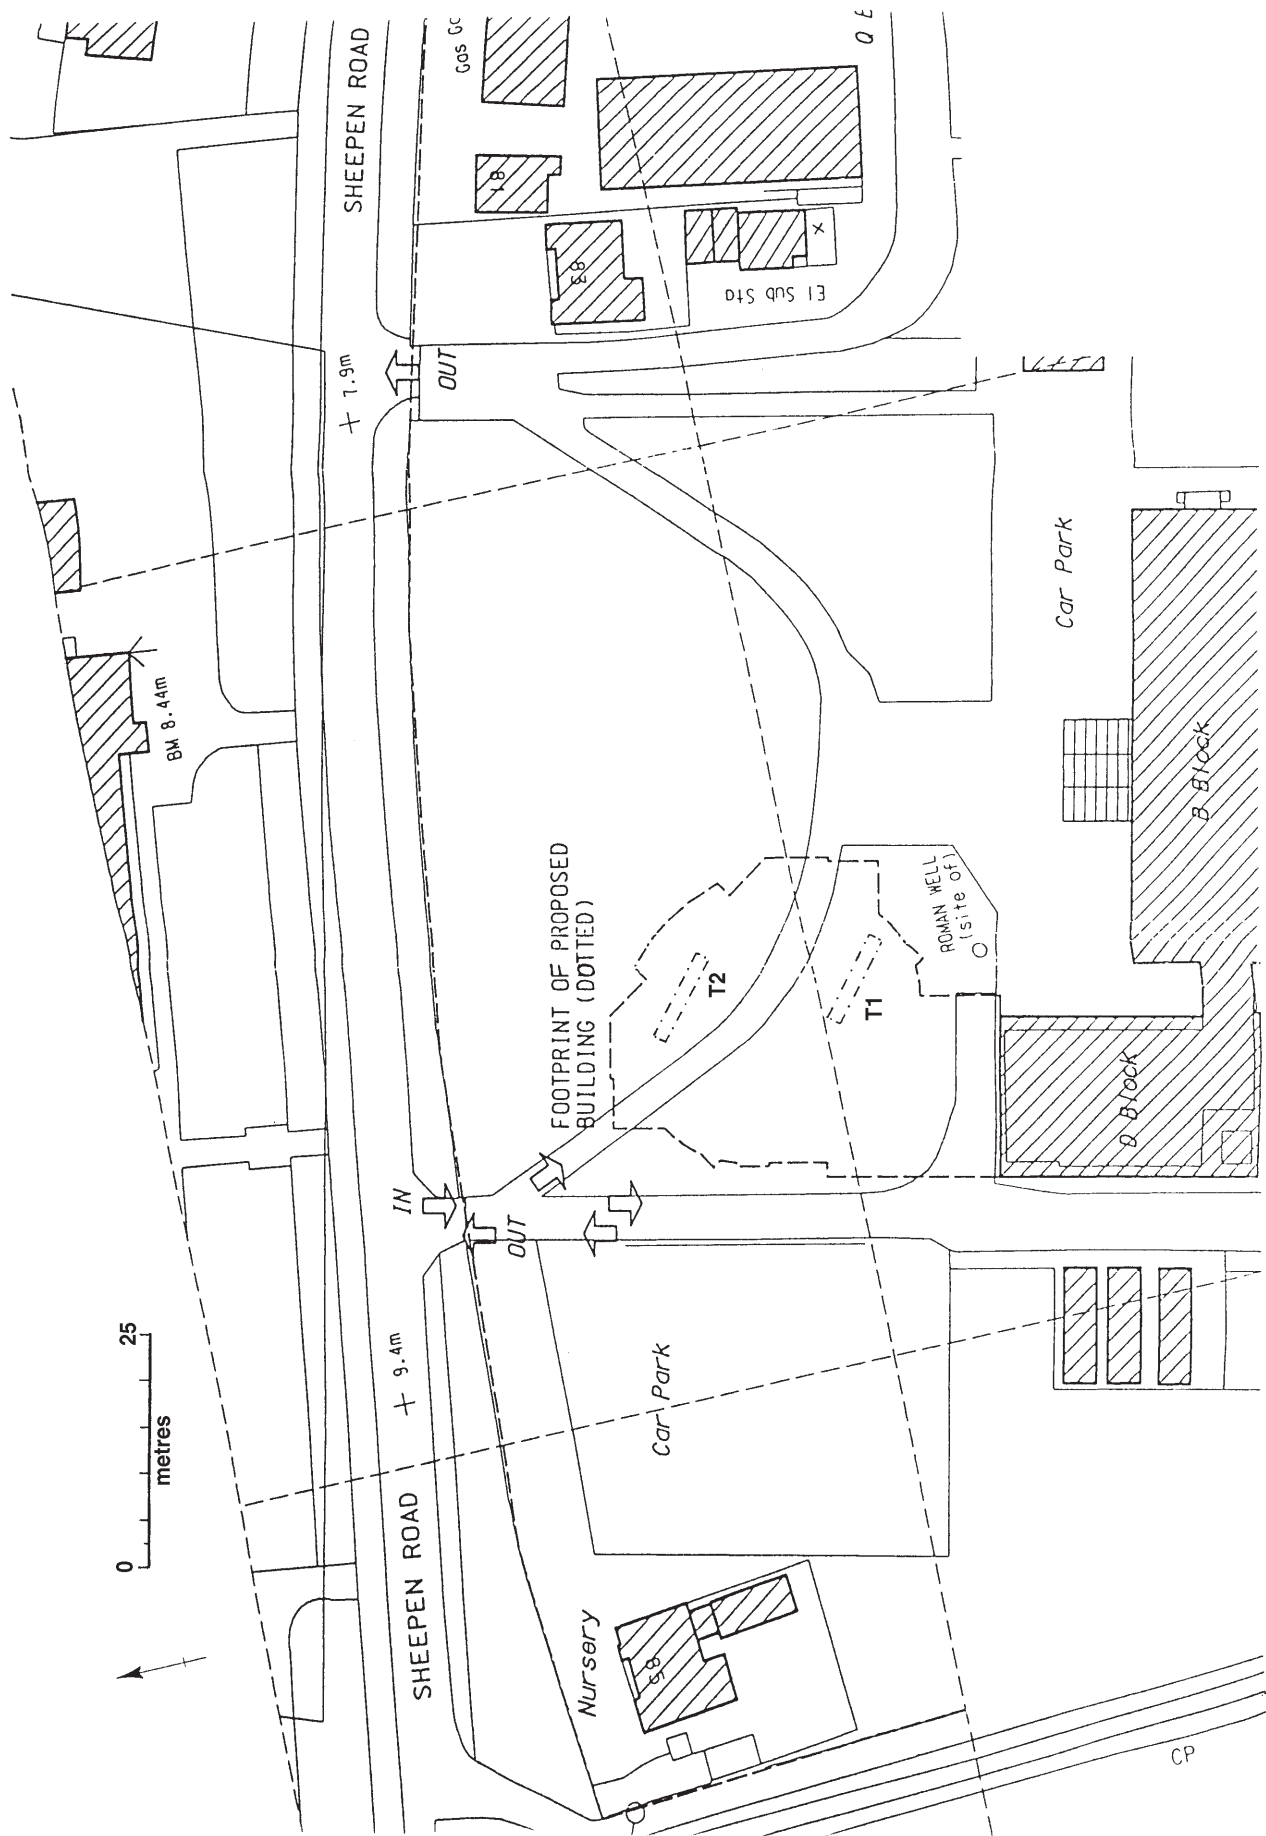 SHEEPEN ROAD
Gas Go
Q E
81
83
El Sub Sta
x
7.9m
OUT
BM 8.44m
Car Park
B Block
FOOTPRINT OF PROPOSED
BUILDING (DOTTED)
ROMAN WELL
(site of)
T2
T1
D Block
IN
OUT
25
0
metres
9.4m
Car Park
SHEEPEN ROAD
Nursery
85
CP